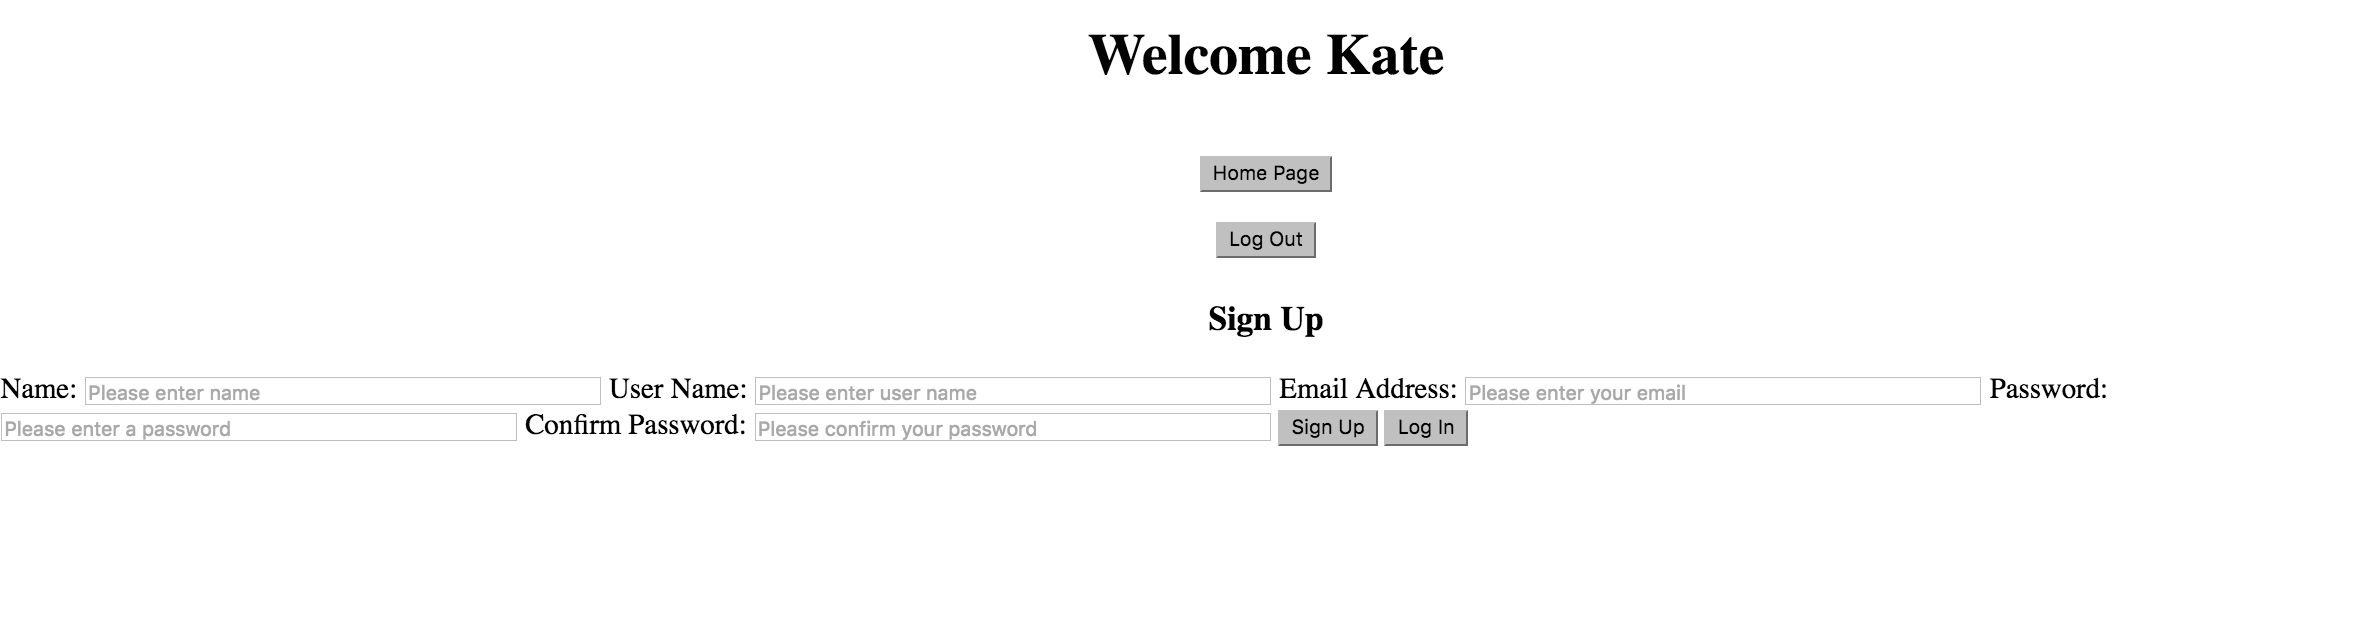 Welcome Kate
Home Page
Log Out
Sign Up
Name: Please enter name User Name: Please enter user name Email Address: Please enter your email Password:
Please enter a password Confirm Password: Please confirm your password Sign Up Log In